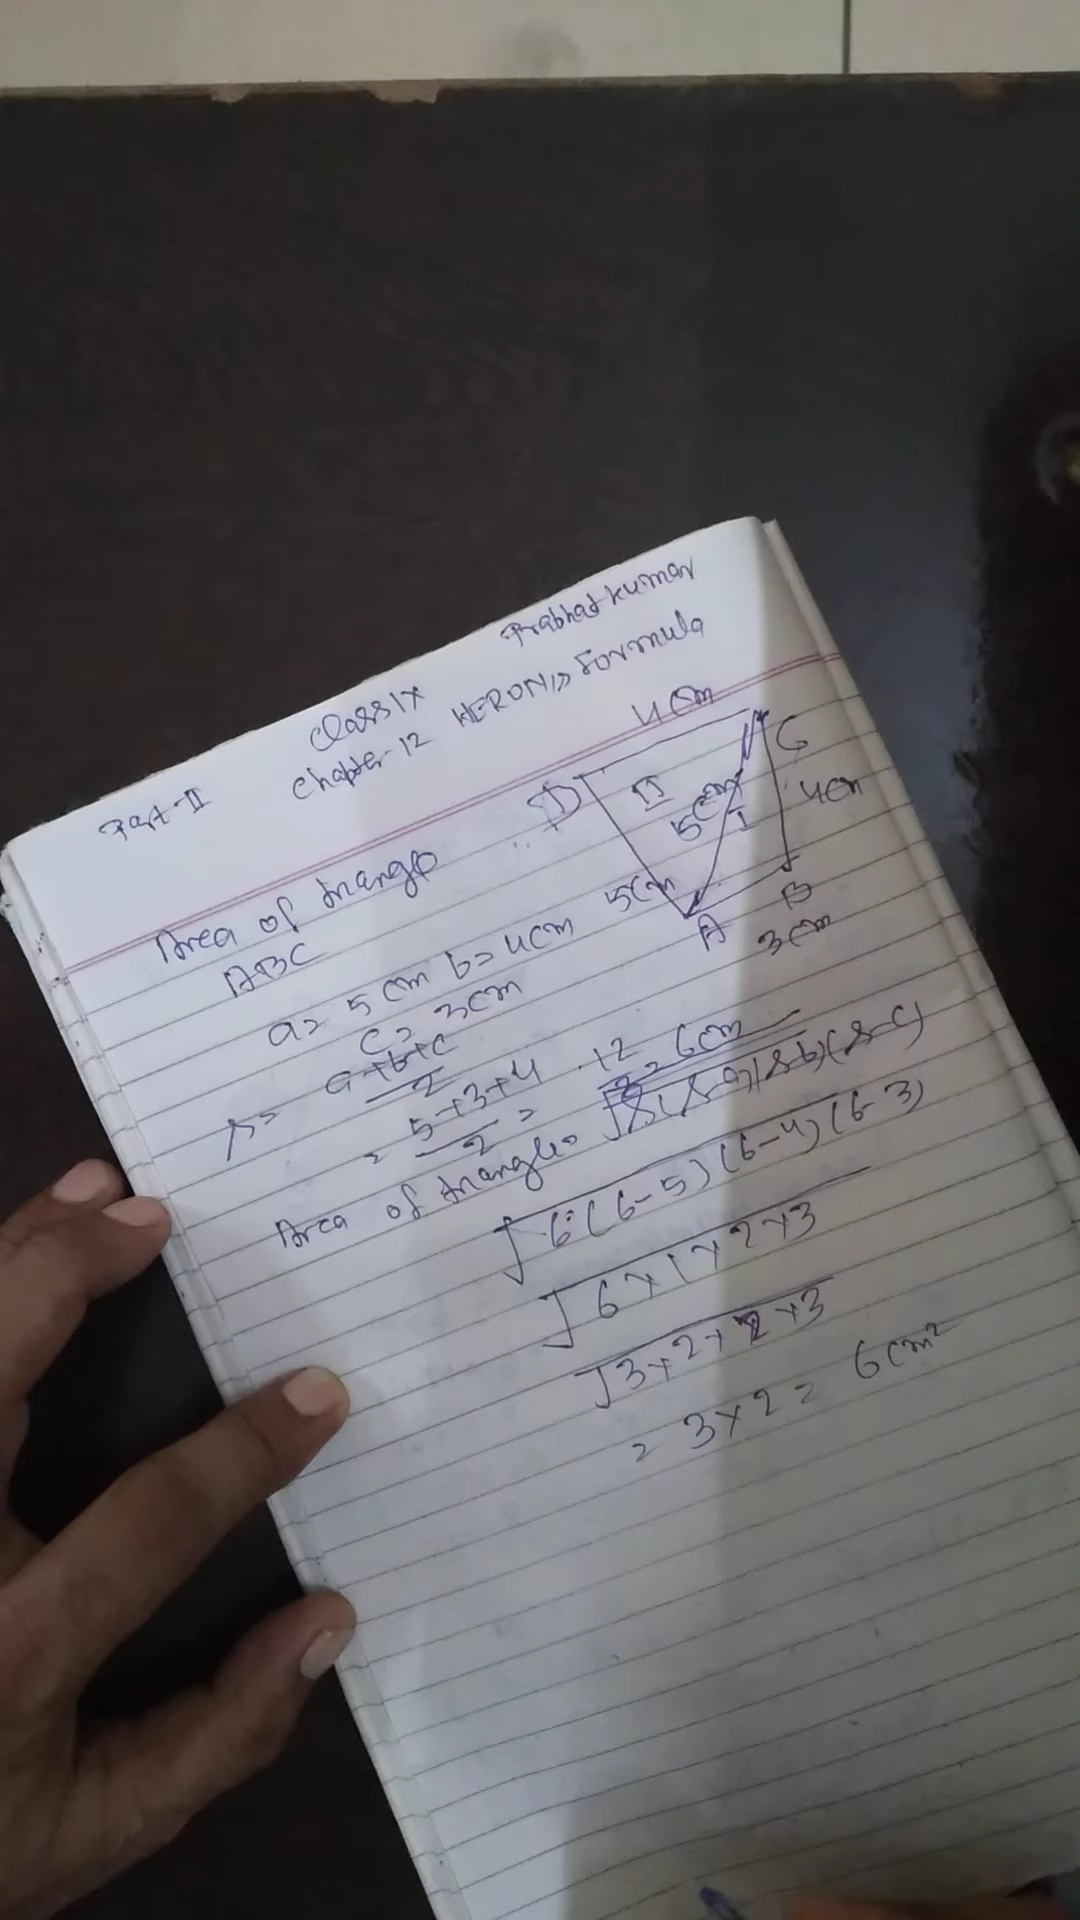 Prabhat kumar
Class IX
Part-II Chapter-12 HERON,, Formula
4cm
D C
II 5cm I 4cm
5cm A B
3cm
Area of triangle
ABC
a= 5cm b= 4cm
c= 3cm
s= a+b+c/2
= 5+3+4/2 = 12/2 = 6cm
Area of triangle= √s(s-a)(s-b)(s-c)
√6(6-5)(6-4)(6-3)
√6×1×2×3
√3×2×2×3
= 3×2= 6cm²